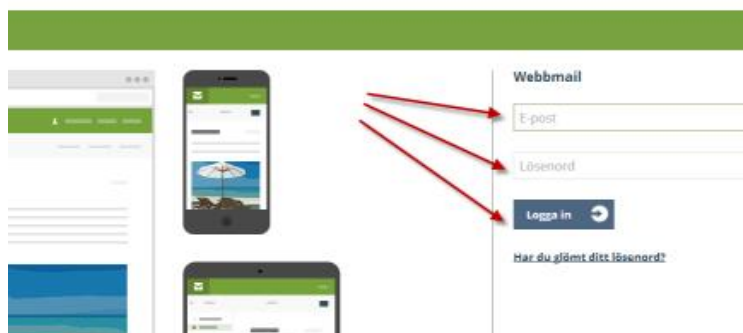 Webbmail
E-post
Lösenord
Logga in
Har du glömt ditt lösenord?